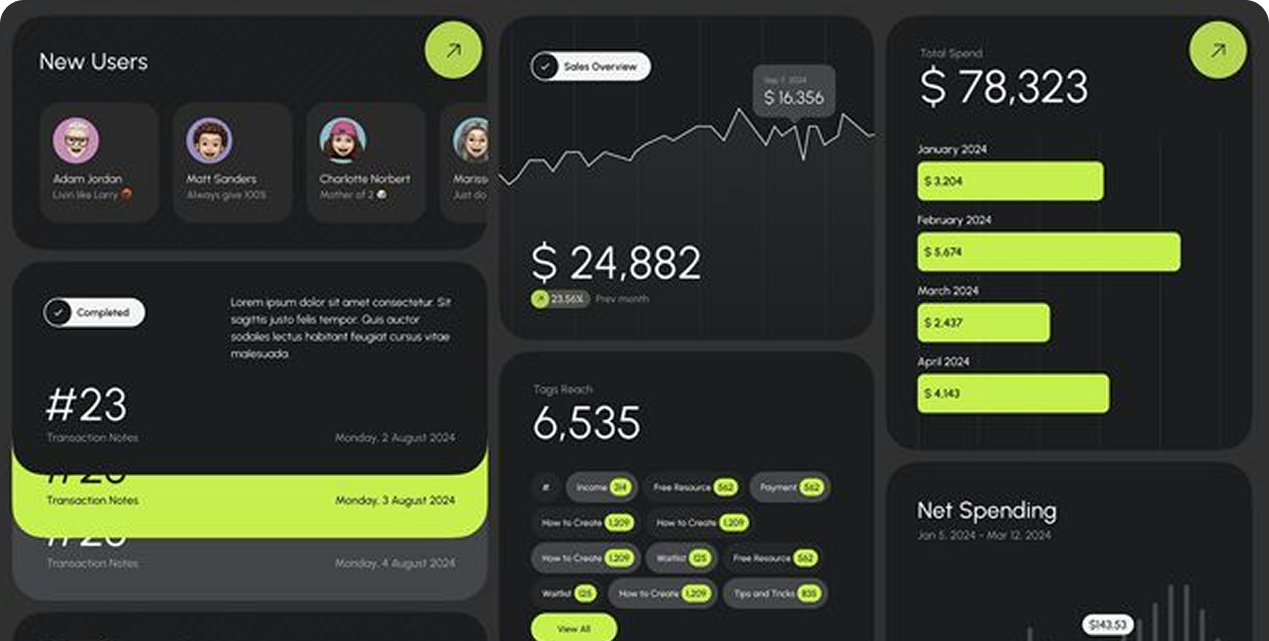 New Users
Adam Jordan
Livin like Larry
Matt Sanders
Always give 100%
Charlotte Norbert
Mother of 2
Mariss
Just do
Completed
Lorem ipsum dolor sit amet consectetur. Sit
sagittis justo felis tempor. Quis auctor
sodales lectus habitant feugiat cursus vitae
malesuada.
#23
Transaction Notes
Monday, 2 August 2024
Transaction Notes
Monday, 3 August 2024
Transaction Notes
Monday, 4 August 2024
Sales Overview
Sep 7, 2024
$ 16,356
$ 24,882
23.56%
Prev month
Tags Reach
6,535
#
Income 314
Free Resource 562
Payment 562
How to Create 1,209
How to Create 1,209
How to Create 1,209
Waitlist 125
Free Resource 562
Waitlist 125
How to Create 1,209
Tips and Tricks 835
View All
Total Spend
$ 78,323
January 2024
$ 3,204
February 2024
$ 5,674
March 2024
$ 2,437
April 2024
$ 4,143
Net Spending
Jan 5, 2024 - Mar 12, 2024
$143.53